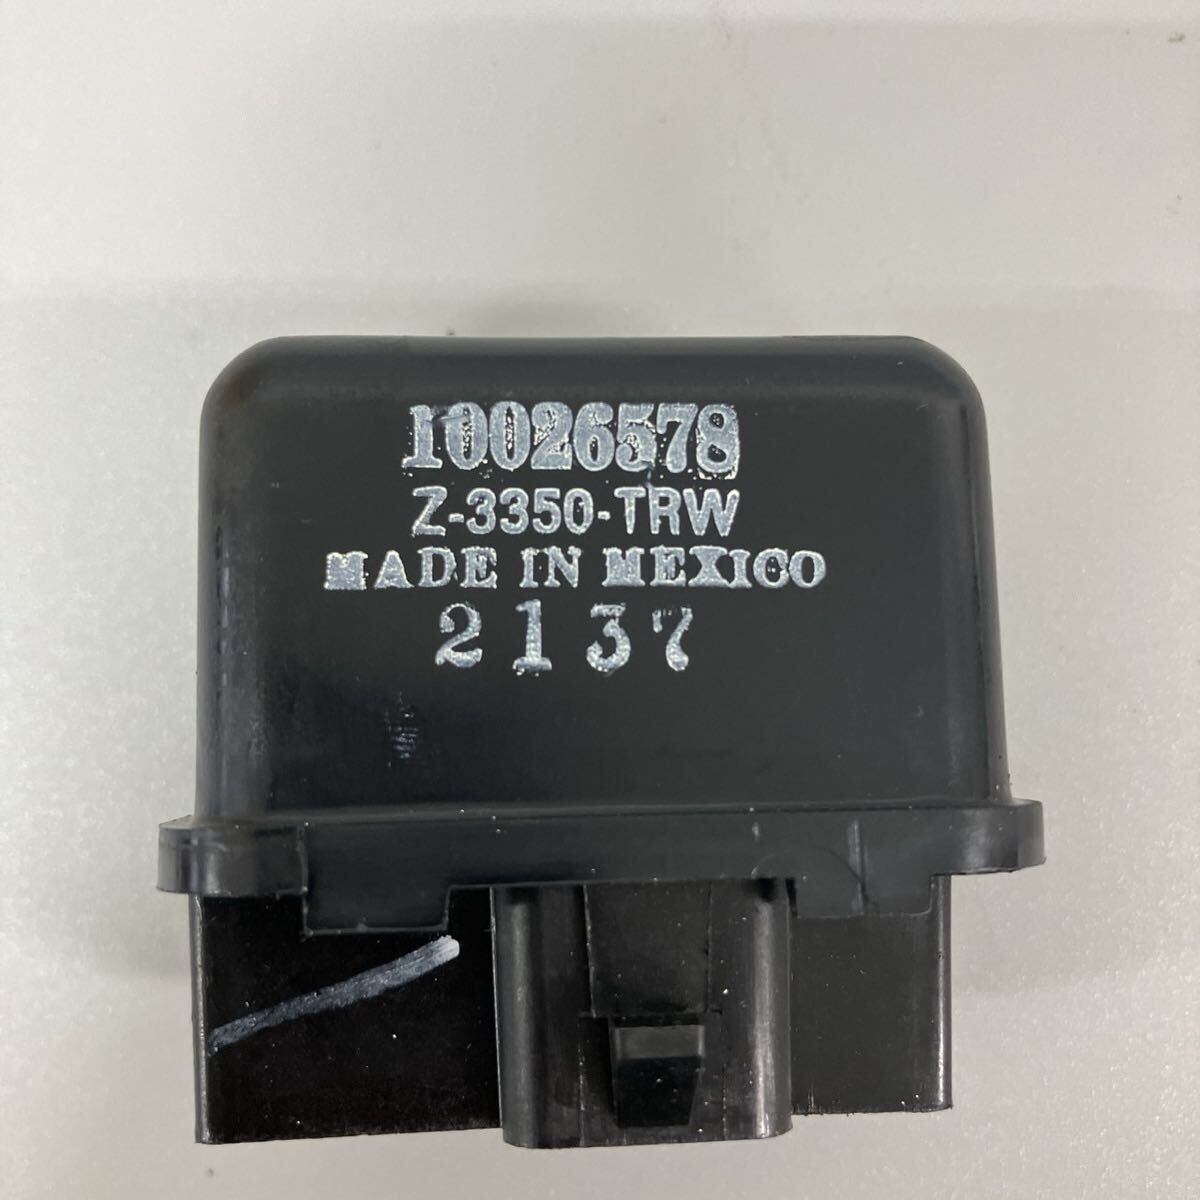 10026578
Z-3350-TRW
MADE IN MEXICO
2137